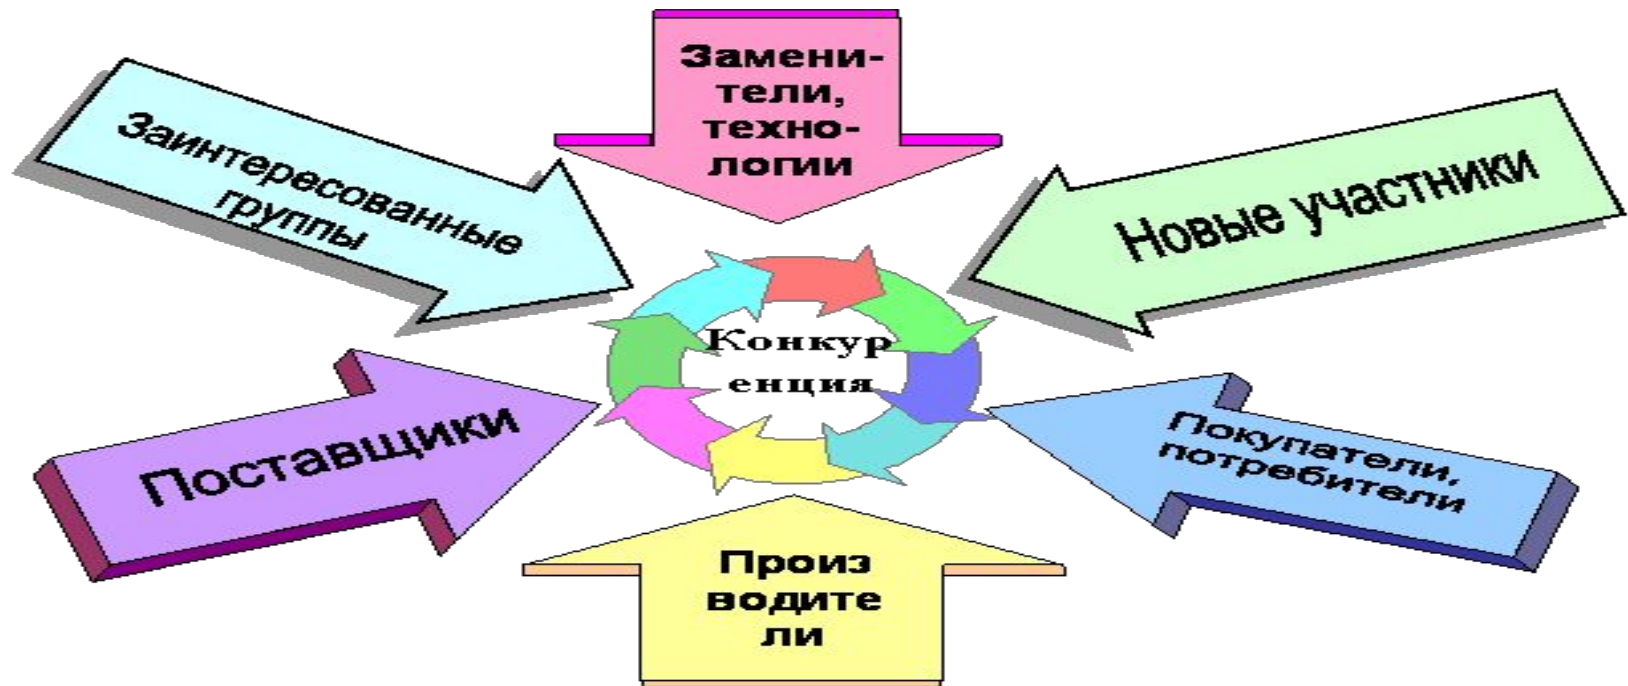 Замени-
тели,
техно-
логии
Заинтересованные
группы
Новые участники
Конкур
енция
Поставщики
Покупатели,
потребители
Произ
водите
ли